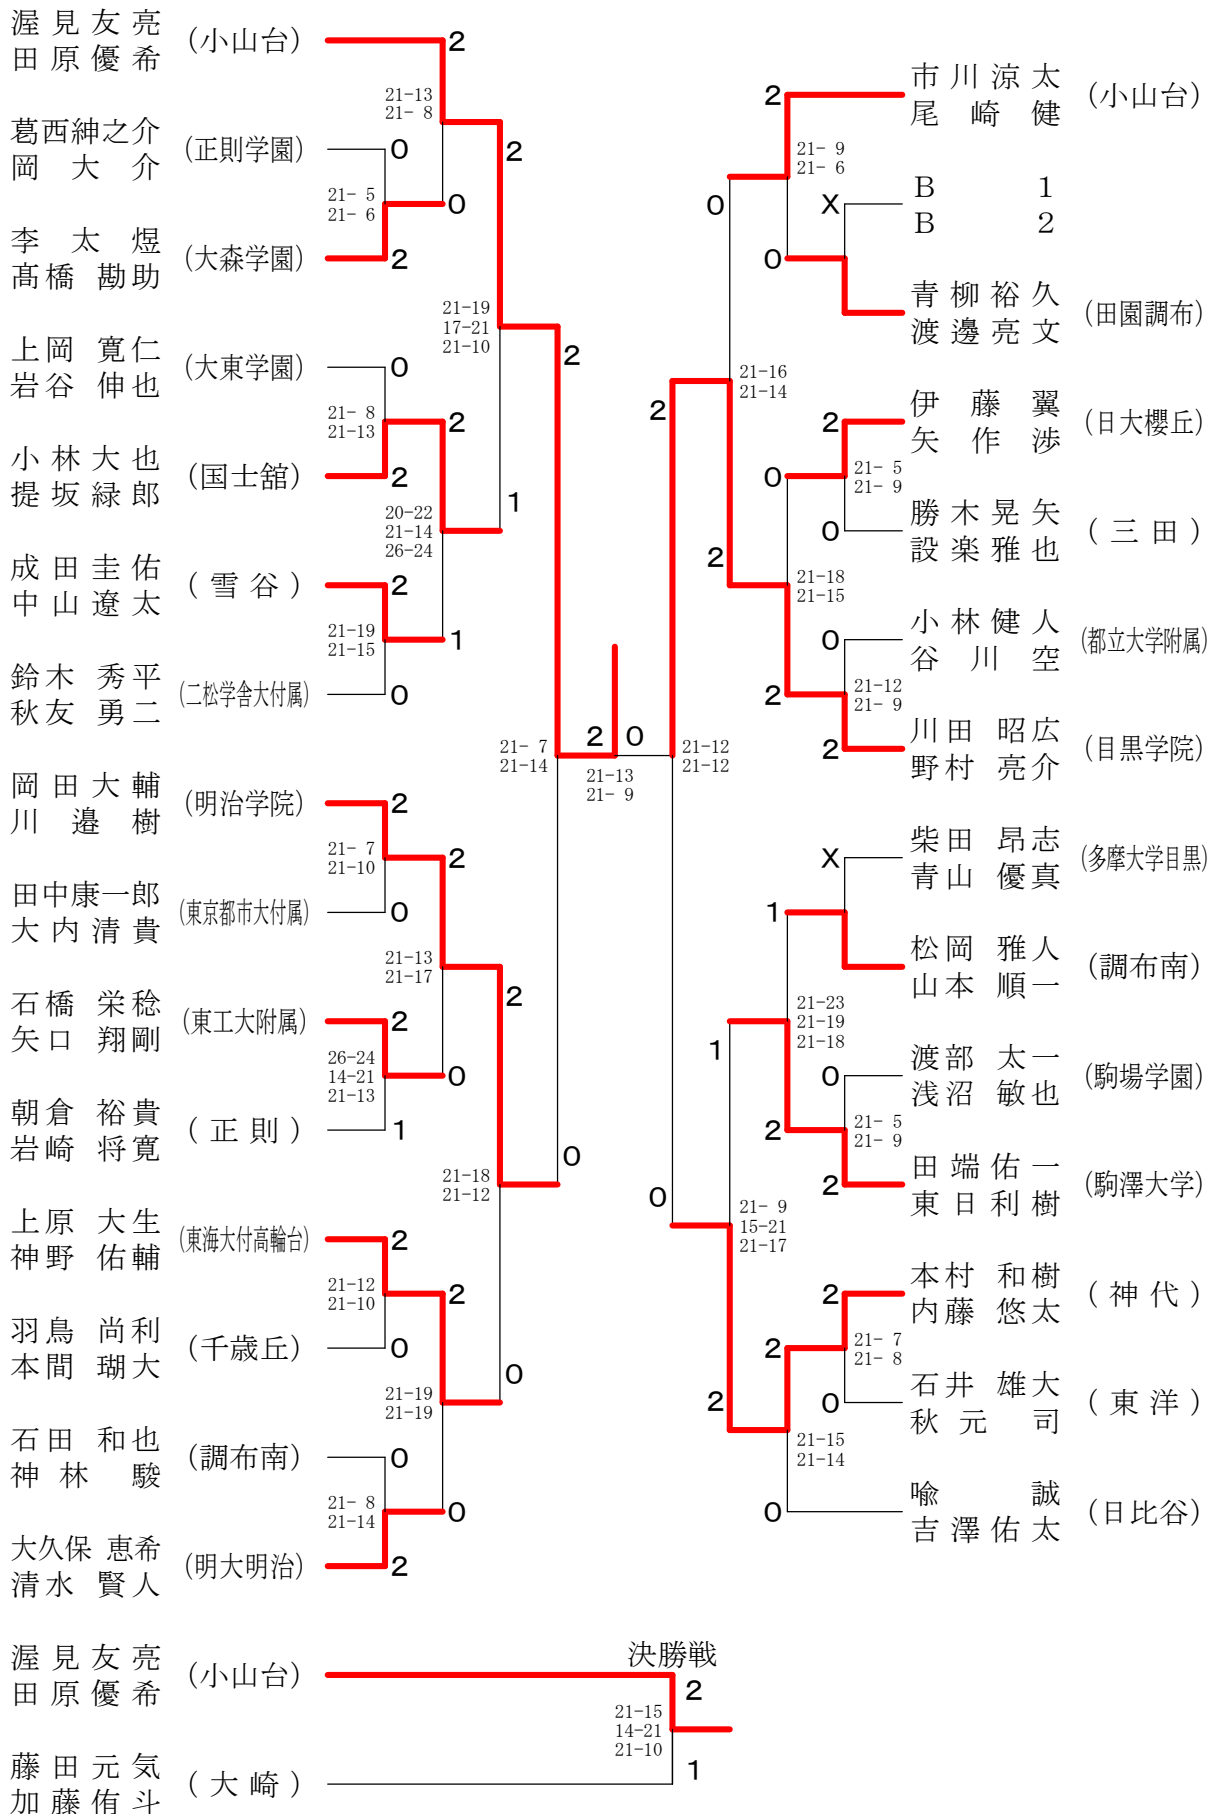 渥見友亮
田原優希
(小山台)
2
21-13
21- 8
葛西紳之介
岡大介
(正則学園)
0
2
21- 5
21- 6
0
李太煜
髙橋勘助
(大森学園)
2
21-19
17-21
21-10
2
上岡寛仁
岩谷伸也
(大東学園)
0
21- 8
21-13
2
小林大也
提坂緑郎
(国士舘)
2
1
20-22
21-14
26-24
成田圭佑
中山遼太
(雪谷)
2
21-19
21-15
1
鈴木秀平
秋友勇二
(二松学舎大付属)
0
21- 7
21-14
2
0
21-13
21- 9
岡田大輔
川邉樹
(明治学院)
2
21- 7
21-10
2
田中康一郎
大内清貴
(東京都市大付属)
0
21-13
21-17
2
石橋栄稔
矢口翔剛
(東工大附属)
2
26-24
14-21
21-13
0
朝倉裕貴
岩崎将寛
(正則)
1
21-18
21-12
0
上原大生
神野佑輔
(東海大付高輪台)
2
21-12
21-10
2
羽鳥尚利
本間瑚大
(千歳丘)
0
0
21-19
21-19
石田和也
神林駿
(調布南)
0
21- 8
21-14
0
大久保恵希
清水賢人
(明大明治)
2
市川涼太
尾崎健
(小山台)
2
21- 9
21- 6
B1
B2
X
0
0
青柳裕久
渡邊亮文
(田園調布)
21-16
21-14
2
伊藤翼
矢作渉
(日大櫻丘)
2
21- 5
21- 9
0
勝木晃矢
設楽雅也
(三田)
0
2
21-18
21-15
小林健人
谷川空
(都立大学附属)
0
21-12
21- 9
2
川田昭広
野村亮介
(目黒学院)
2
21-12
21-12
柴田昂志
青山優真
(多摩大学目黒)
X
1
松岡雅人
山本順一
(調布南)
21-23
21-19
21-18
1
渡部太一
浅沼敏也
(駒場学園)
0
21- 5
21- 9
2
田端佑一
東日利樹
(駒澤大学)
2
0
21- 9
15-21
21-17
本村和樹
内藤悠太
(神代)
2
21- 7
21- 8
2
石井雄大
秋元司
(東洋)
0
2
21-15
21-14
喩誠
吉澤佑太
(日比谷)
0
決勝戦
渥見友亮
田原優希
(小山台)
2
21-15
14-21
21-10
藤田元気
加藤侑斗
(大崎)
1